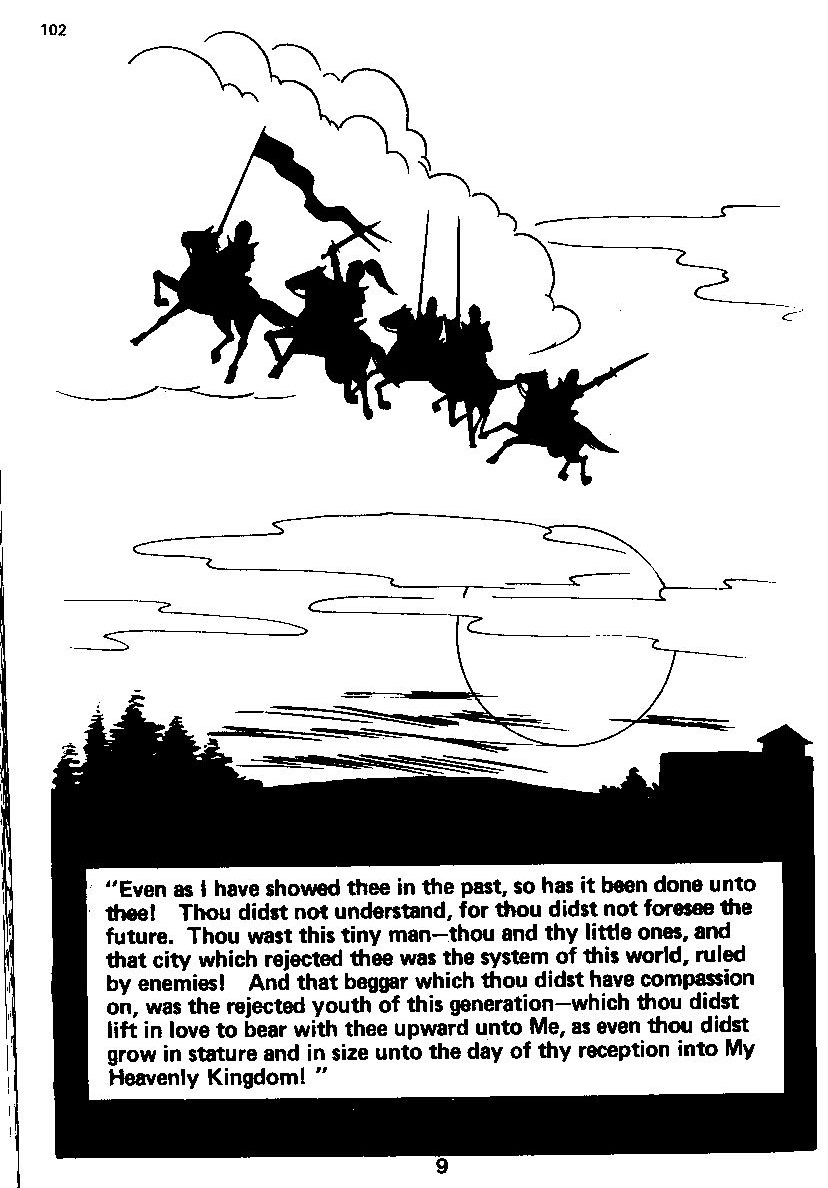 102
"Even as I have showed thee in the past, so has it been done unto
thee! Thou didst not understand, for thou didst not foresee the
future. Thou wast this tiny man—thou and thy little ones, and
that city which rejected thee was the system of this world, ruled
by enemies! And that beggar which thou didst have compassion
on, was the rejected youth of this generation—which thou didst
lift in love to bear with thee upward unto Me, as even thou didst
grow in stature and in size unto the day of thy reception into My
Heavenly Kingdom! "
9